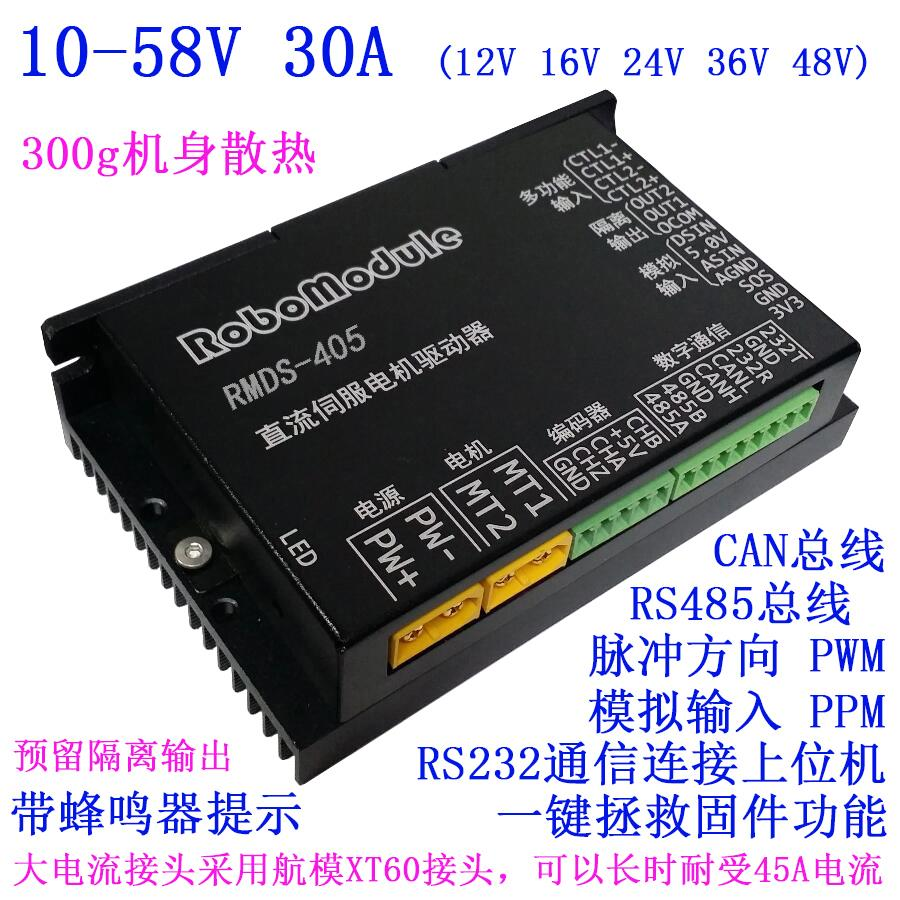 10-58V 30A (12V 16V 24V 36V 48V)
300g机身散热
RoboModule
RMDS-405
直流伺服电机驱动器
多功能输入
CTL1-
CTL1+
CTL2-
CTL2+
隔离输出
OUT2
OUT1
OCOM
模拟输入
DSIN
5.0V
ASIN
AGND
SOS
GND
3V3
数字通信
232T
GND
232R
CANL
CANH
GND
485B
485A
编码器
CHB
+5V
CHA
CHZ
GND
电机
MT1
MT2
电源
PW-
PW+
LED
CAN总线
RS485总线
脉冲方向 PWM
模拟输入 PPM
RS232通信连接上位机
一键拯救固件功能
预留隔离输出
带蜂鸣器提示
大电流接头采用航模XT60接头，可以长时耐受45A电流